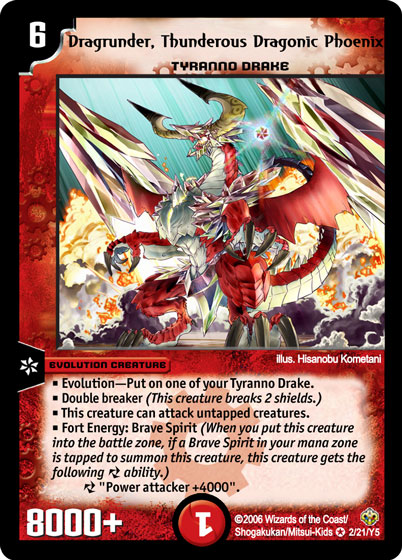 6
Dragrunder, Thunderous Dragonic Phoenix
TYRANNO DRAKE
illus. Hisanobu Kometani
EVOLUTION CREATURE
▪ Evolution—Put on one of your Tyranno Drake.
▪ Double breaker (This creature breaks 2 shields.)
▪ This creature can attack untapped creatures.
▪ Fort Energy: Brave Spirit (When you put this creature
into the battle zone, if a Brave Spirit in your mana zone
is tapped to summon this creature, this creature gets the
following ability.)
"Power attacker +4000".
8000+
1
©2006 Wizards of the Coast/
Shogakukan/Mitsui-Kids ✪ 2/21/Y5